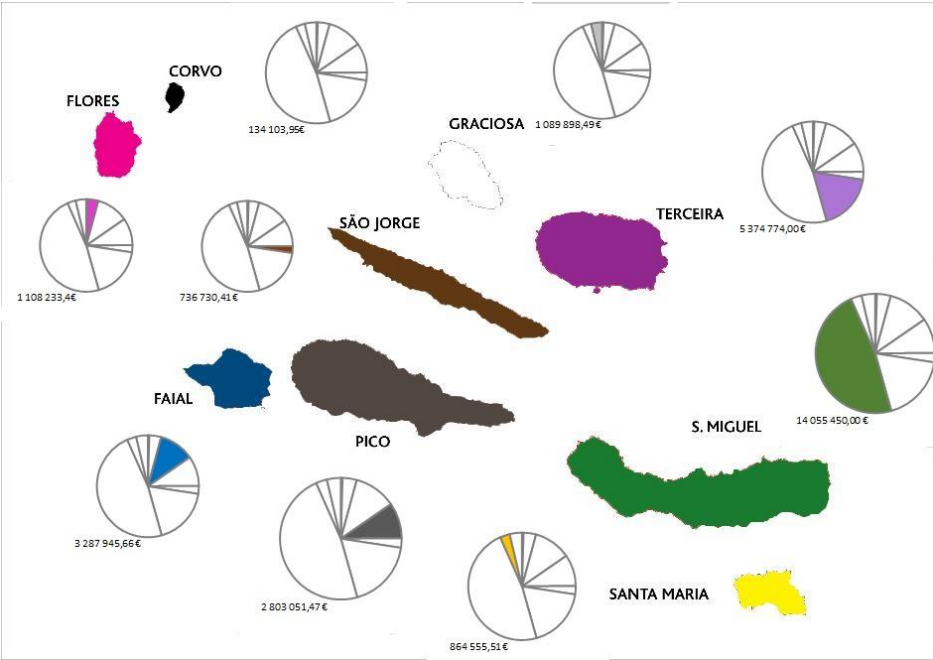 CORVO
FLORES
134 103,95€
1 089 898,49€
GRACIOSA
TERCEIRA
5 374 774,00€
SÃO JORGE
1 108 233,4€
736 730,41€
FAIAL
PICO
S. MIGUEL
14 055 450,00€
3 287 945,66€
2 803 051,47€
SANTA MARIA
864 555,51€